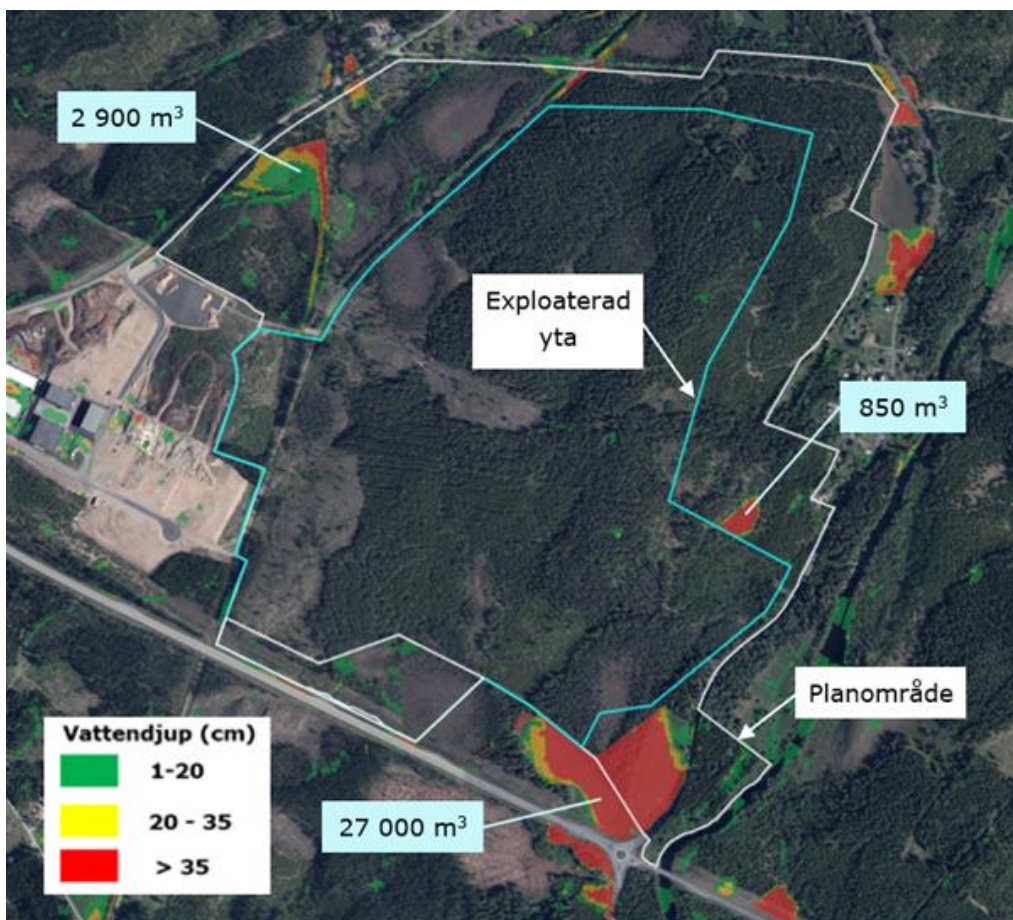 2 900 m³
Exploaterad
yta
850 m³
Planområde
Vattendjup (cm)
1-20
20 - 35
> 35
27 000 m³